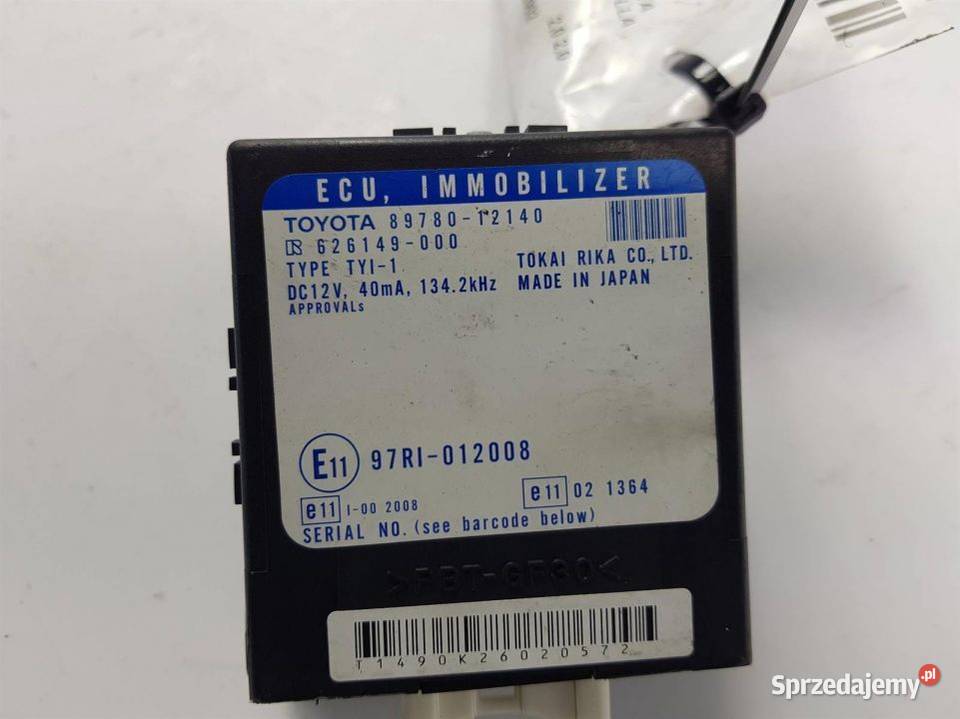 ECU, IMMOBILIZER
TOYOTA 89780-12140
626149-000
TYPE TYI-1
TOKAI RIKA CO., LTD.
DC12V, 40mA, 134.2kHz
MADE IN JAPAN
APPROVALs
E11 97RI-012008
e11 I-00 2008
e11 02 1364
SERIAL NO. (see barcode below)
>PBT-GF30<
T1490K26020572
Sprzedajemy.pl